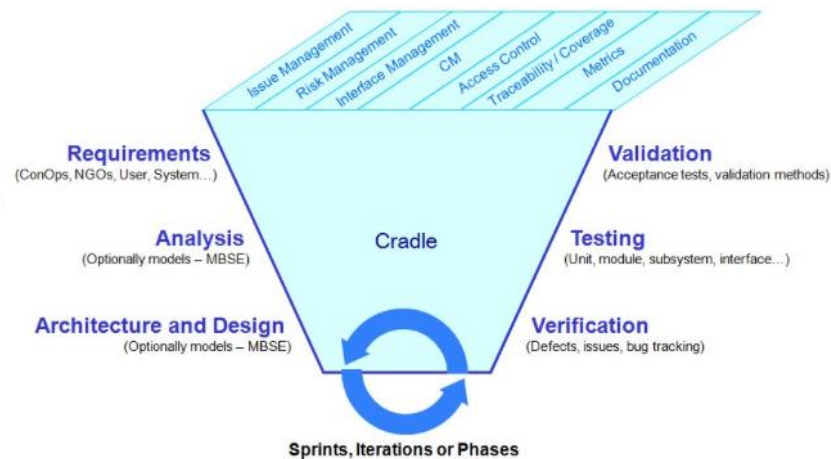 Issue Management
Risk Management
Interface Management
CM
Access Control
Traceability / Coverage
Metrics
Documentation
Requirements
(ConOps, NGOs, User, System…)
Validation
(Acceptance tests, validation methods)
Analysis
(Optionally models – MBSE)
Cradle
Testing
(Unit, module, subsystem, interface…)
Architecture and Design
(Optionally models – MBSE)
Verification
(Defects, issues, bug tracking)
Sprints, Iterations or Phases